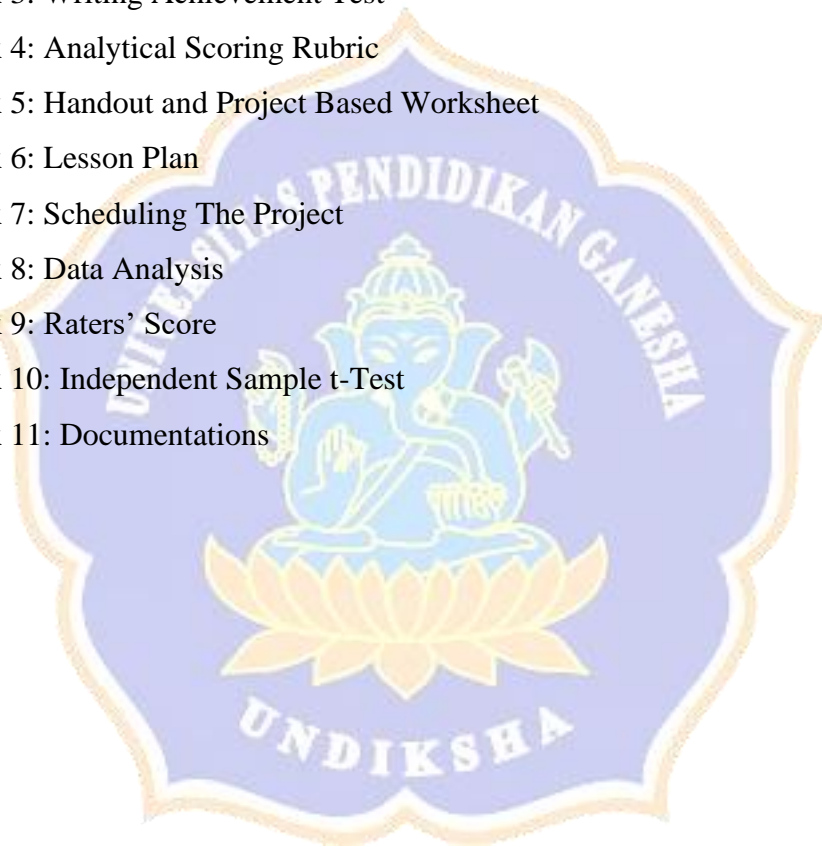 4: Analytical Scoring Rubric
5: Handout and Project Based Worksheet
6: Lesson Plan
7: Scheduling The Project
8: Data Analysis
9: Raters’ Score
10: Independent Sample t-Test
11: Documentations
UNIVERSITAS PENDIDIKAN GANESHA
UNDIKSHA